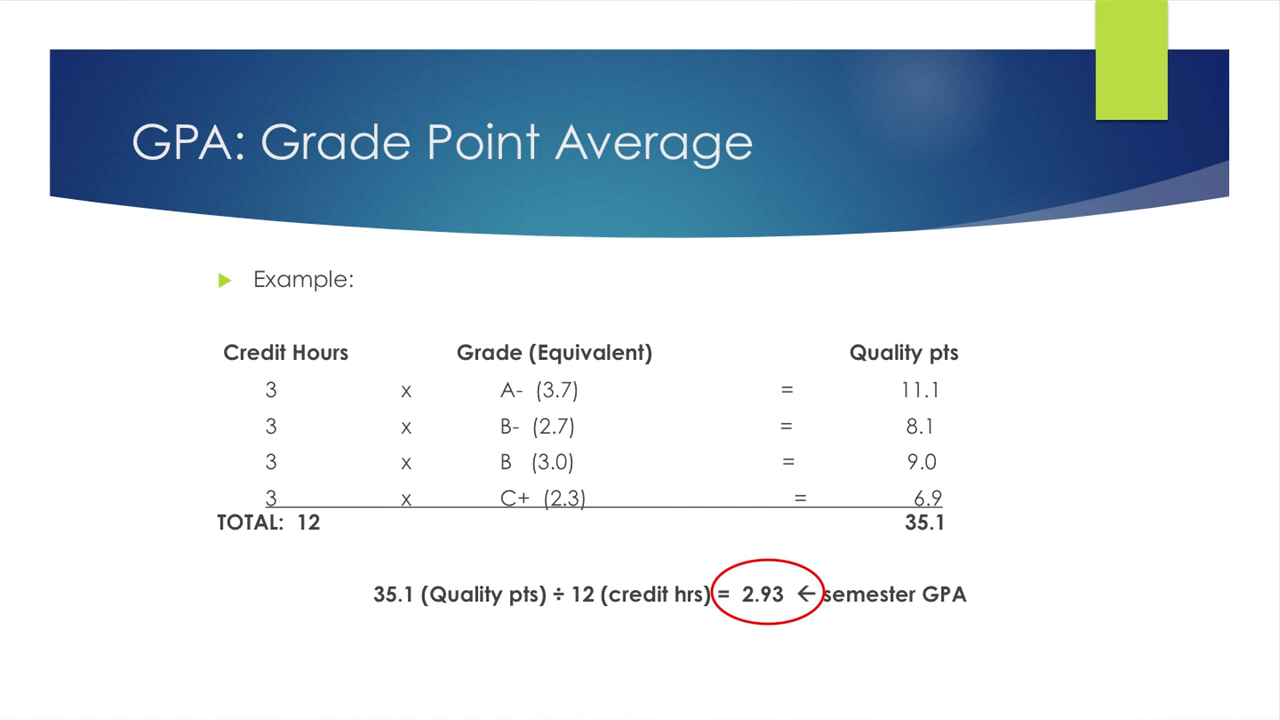 GPA: Grade Point Average
Example:
Credit Hours Grade (Equivalent) Quality pts
3 x A- (3.7) = 11.1
3 x B- (2.7) = 8.1
3 x B (3.0) = 9.0
3 x C+ (2.3) = 6.9
TOTAL: 12 35.1
35.1 (Quality pts) ÷ 12 (credit hrs) = 2.93 ← semester GPA